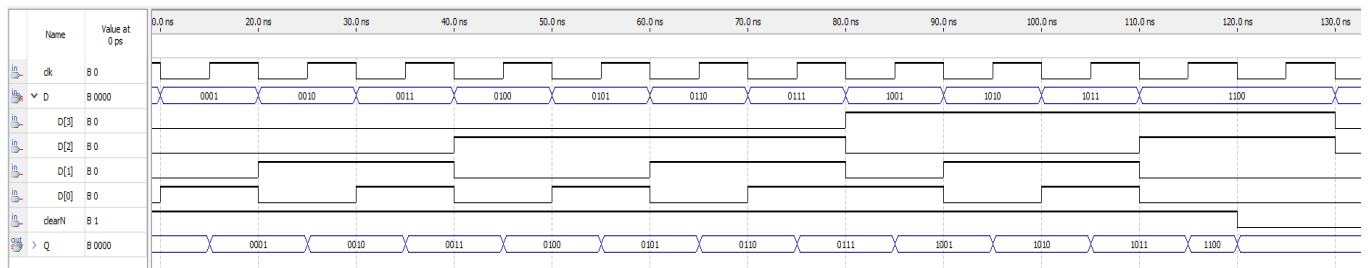 Name Value at 0 ps 0.0 ns 20.0 ns 30.0 ns 40.0 ns 50.0 ns 60.0 ns 70.0 ns 80.0 ns 90.0 ns 100.0 ns 110.0 ns 120.0 ns 130.0 ns
in clk B 0
in D B 0000 0001 0010 0011 0100 0101 0110 0111 1001 1010 1011 1100
in D[3] B 0
in D[2] B 0
in D[1] B 0
in D[0] B 0
in clearN B 1
out Q B 0000 0001 0010 0011 0100 0101 0110 0111 1001 1010 1011 1100